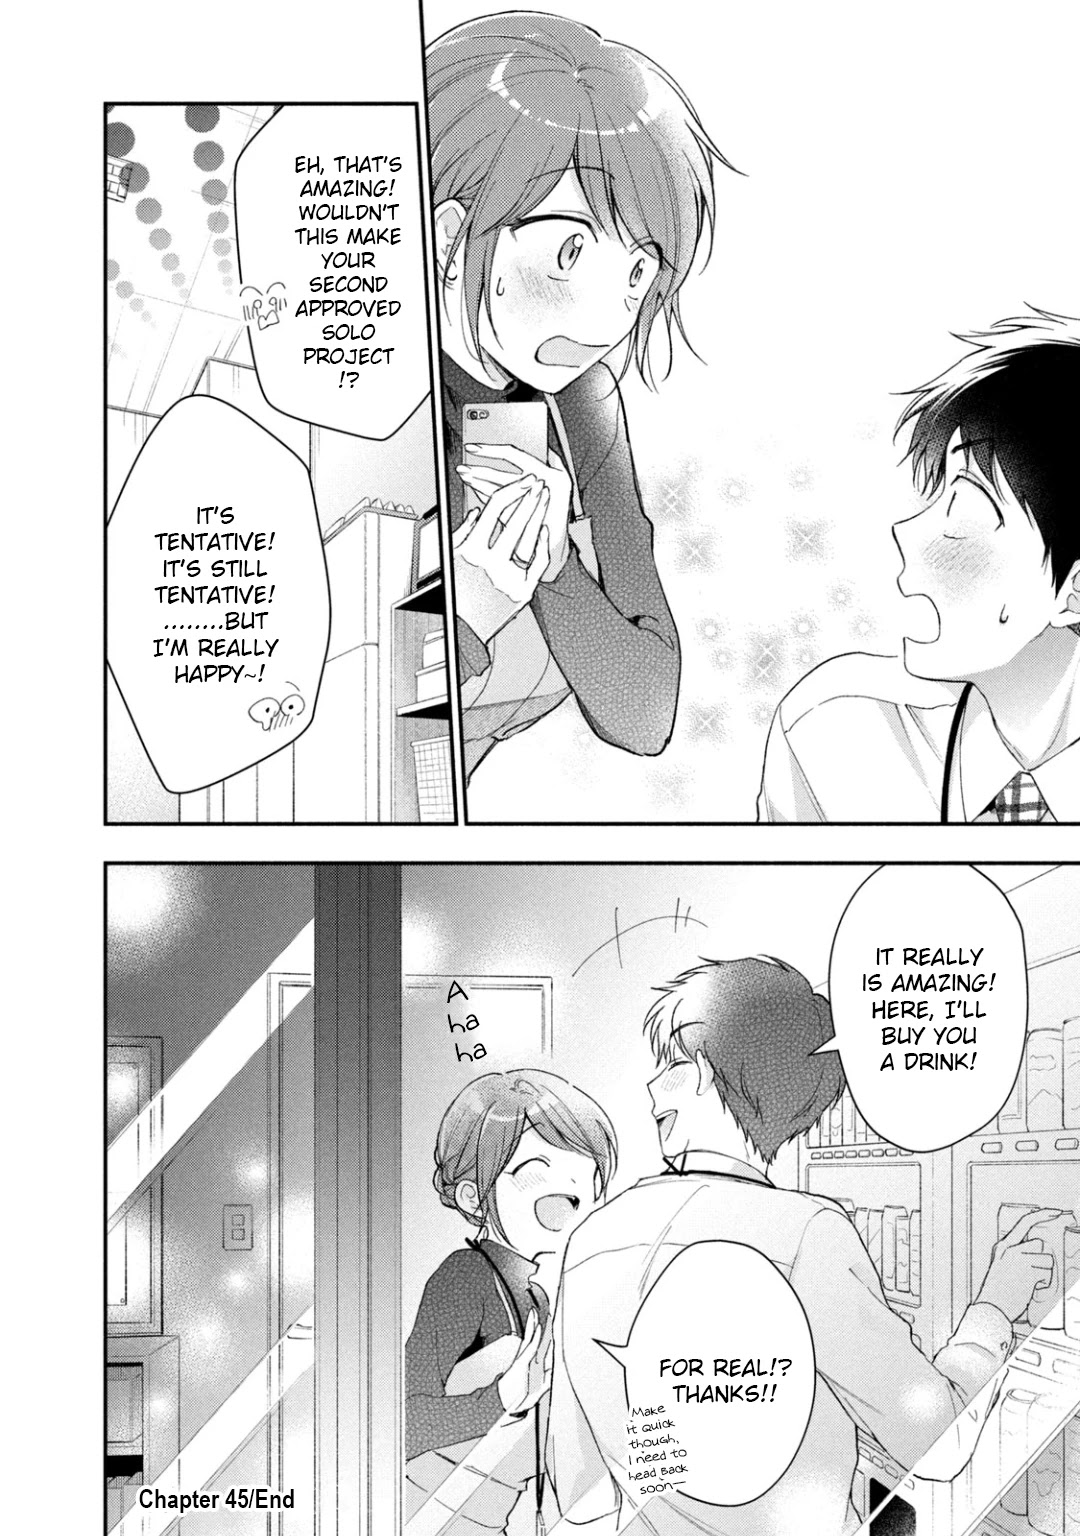 EH, THAT'S
AMAZING!
WOULDN'T
THIS MAKE
YOUR
SECOND
APPROVED
SOLO
PROJECT
!?
IT'S
TENTATIVE!
IT'S STILL
TENTATIVE!
........BUT
I'M REALLY
HAPPY~!
IT REALLY
IS AMAZING!
HERE, I'LL
BUY YOU
A DRINK!
A
ha
ha
FOR REAL!?
THANKS!!
Make
it quick
though,
I need to
head back
soon—
Chapter 45/End